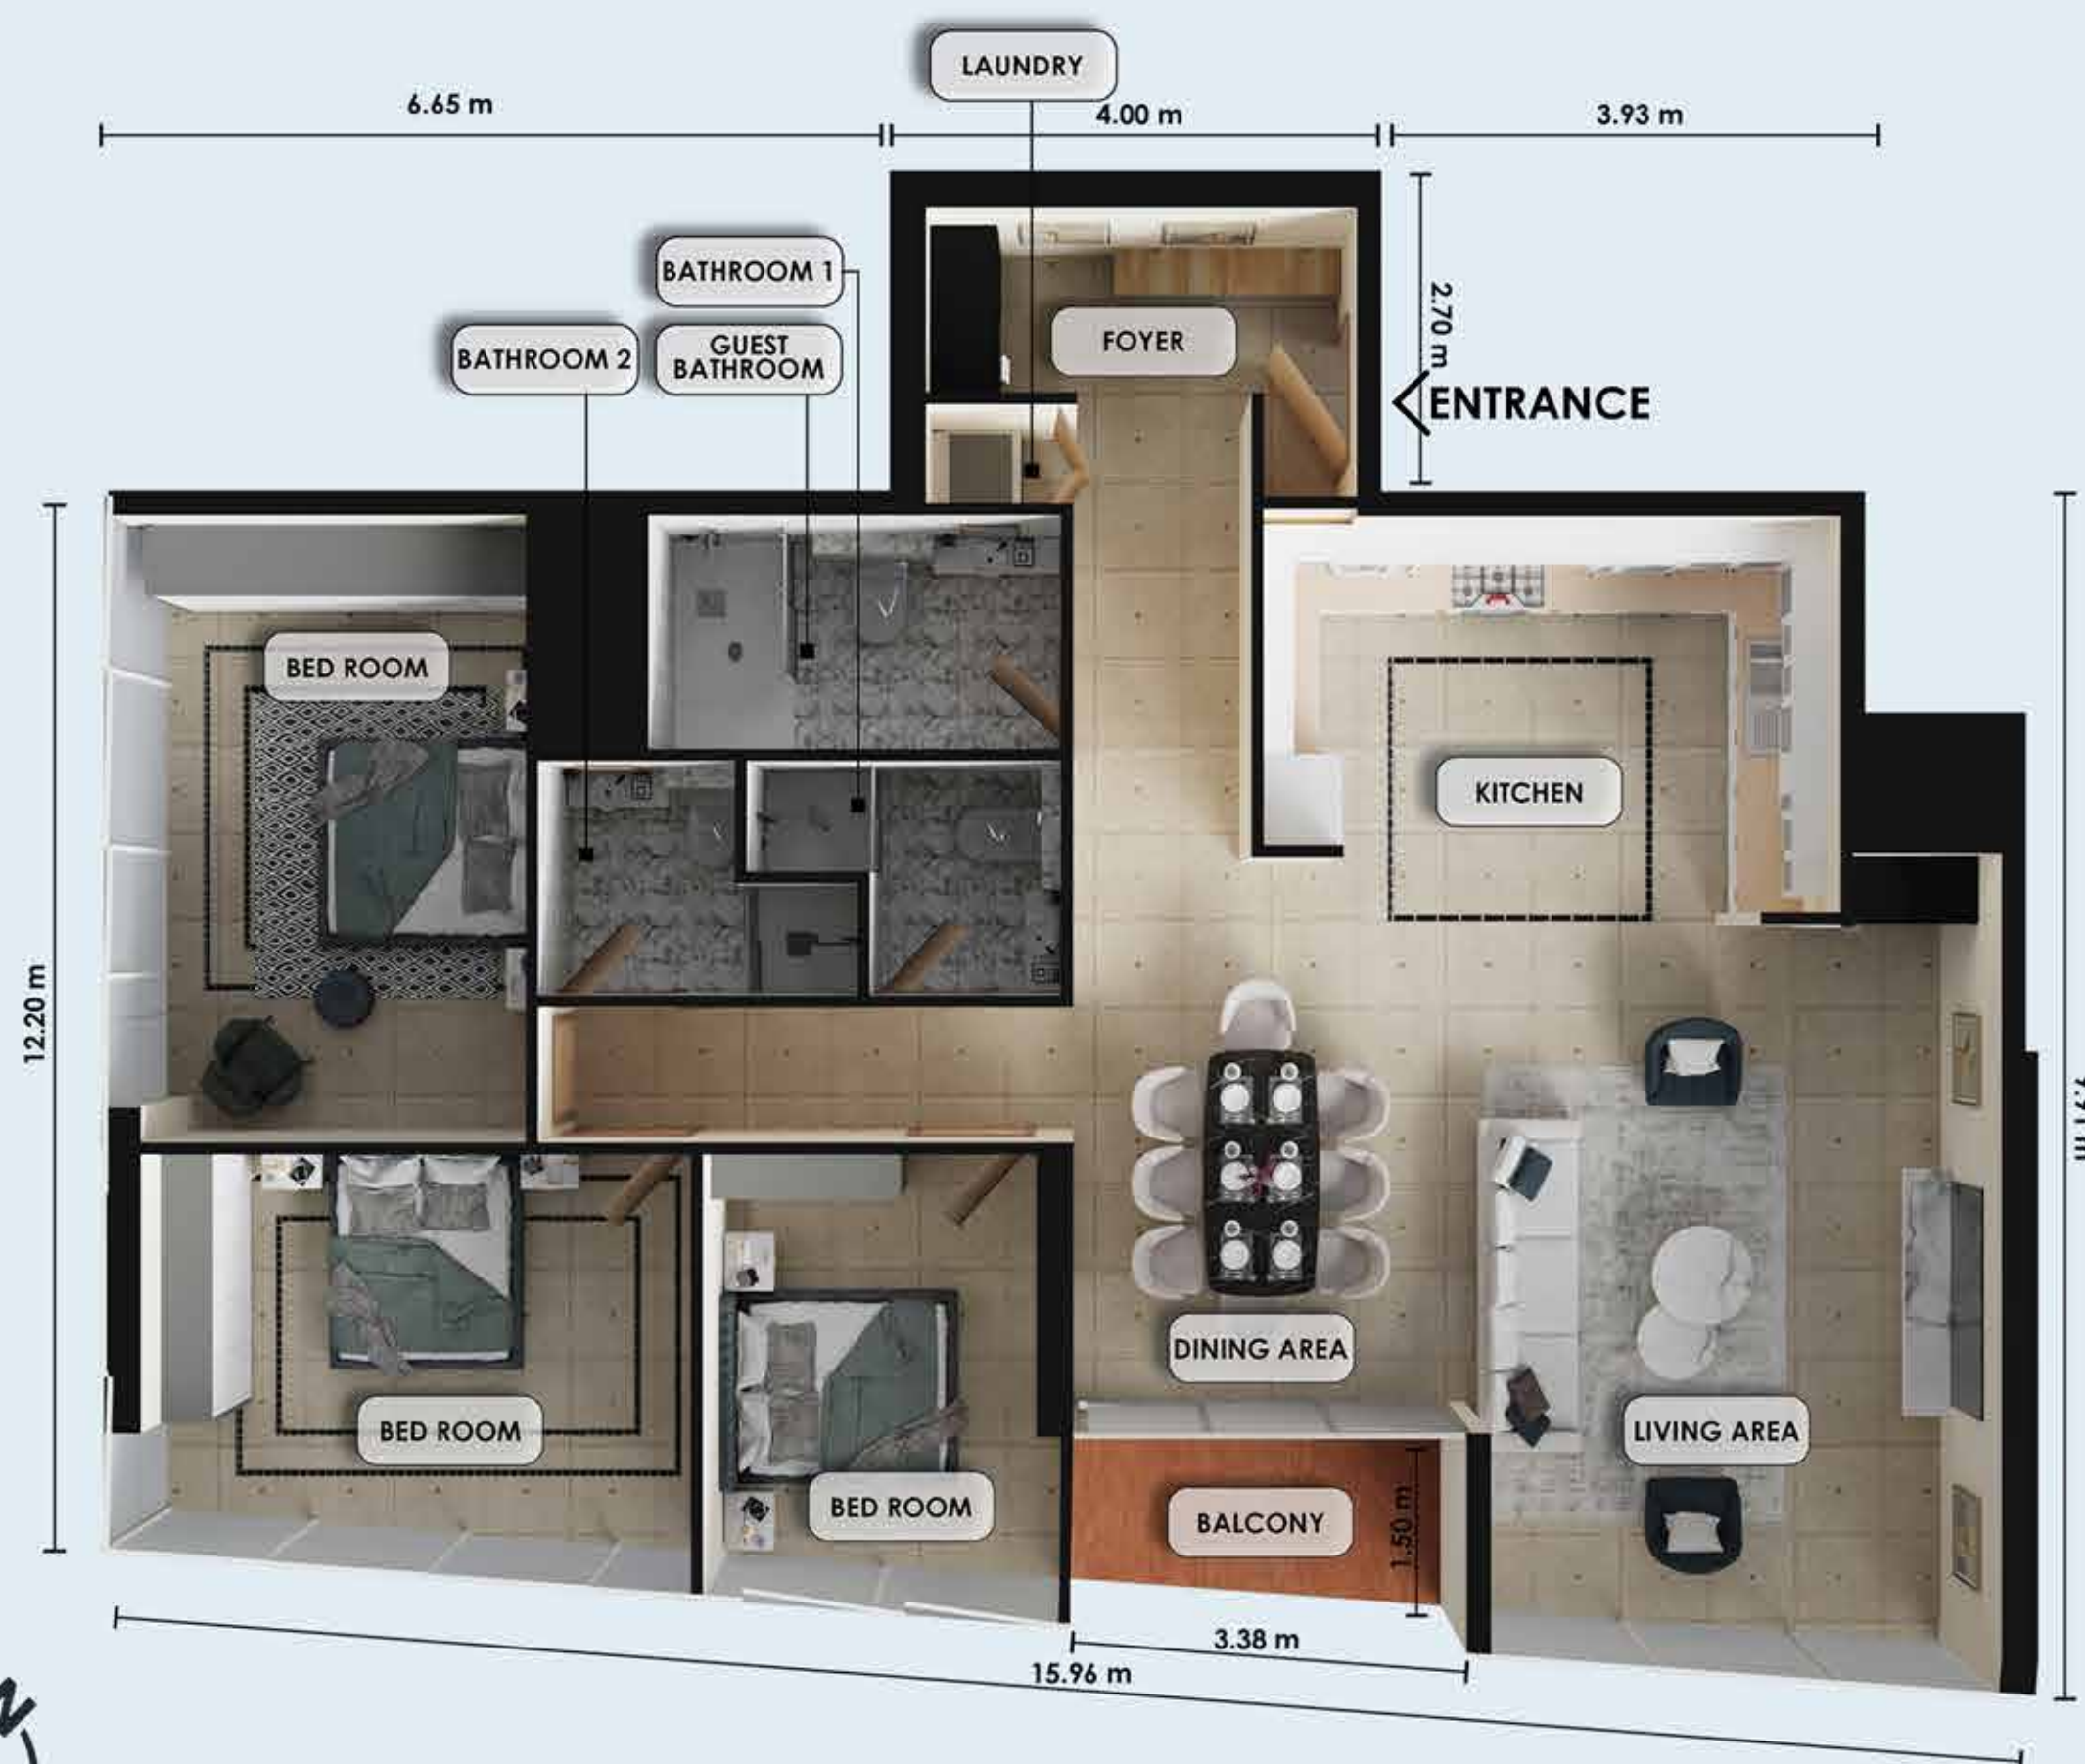 LAUNDRY
6.65 m
4.00 m
3.93 m
BATHROOM 1
2.70 m
BATHROOM 2
GUEST
BATHROOM
FOYER
ENTRANCE
BED ROOM
KITCHEN
12.20 m
DINING AREA
BED ROOM
LIVING AREA
BED ROOM
BALCONY
1.50 m
3.38 m
15.96 m
N